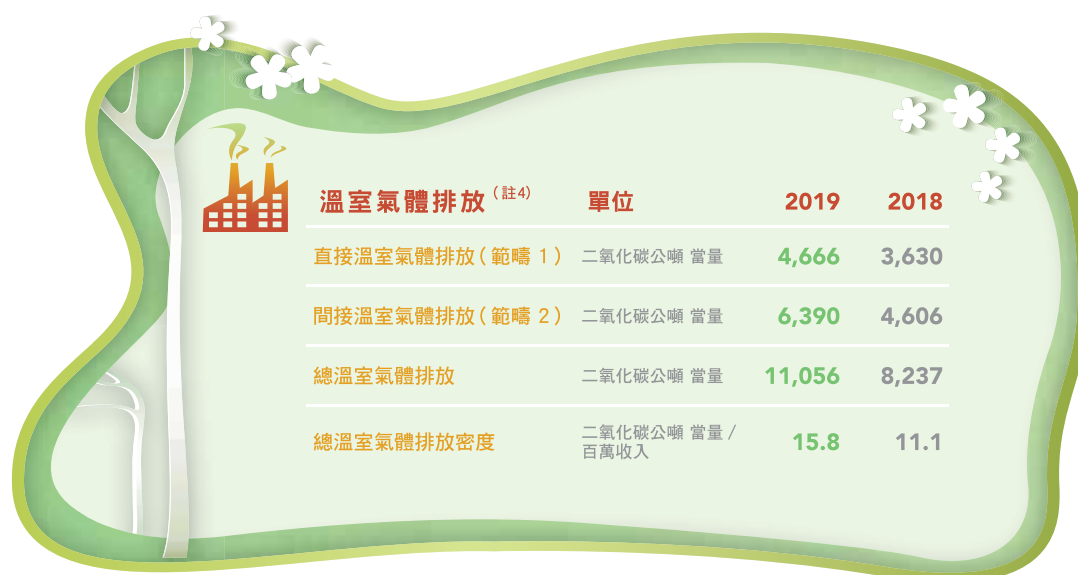 溫室氣體排放（註4） 單位 2019 2018
直接溫室氣體排放（範疇 1） 二氧化碳公噸 當量 4,666 3,630
間接溫室氣體排放（範疇 2） 二氧化碳公噸 當量 6,390 4,606
總溫室氣體排放 二氧化碳公噸 當量 11,056 8,237
總溫室氣體排放密度 二氧化碳公噸 當量 / 15.8 11.1
百萬收入